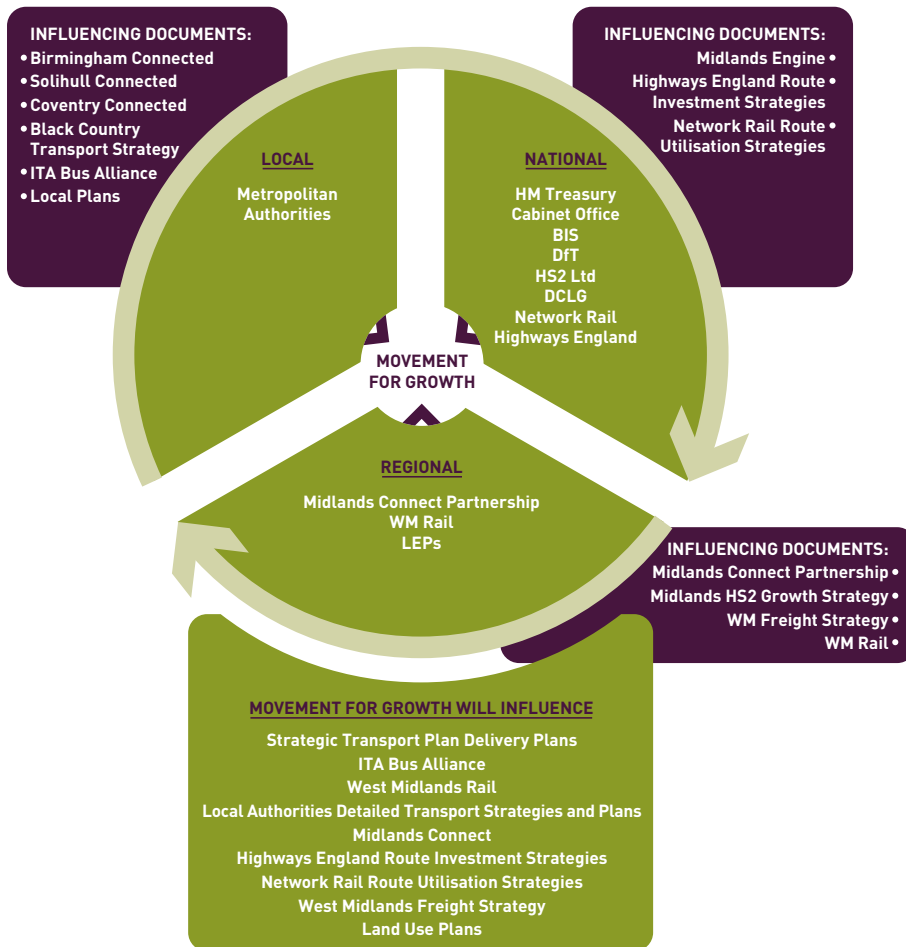 INFLUENCING DOCUMENTS:
• Birmingham Connected
• Solihull Connected
• Coventry Connected
• Black Country
Transport Strategy
• ITA Bus Alliance
• Local Plans
INFLUENCING DOCUMENTS:
Midlands Engine •
Highways England Route •
Investment Strategies
Network Rail Route •
Utilisation Strategies
LOCAL
Metropolitan
Authorities
NATIONAL
HM Treasury
Cabinet Office
BIS
DfT
HS2 Ltd
DCLG
Network Rail
Highways England
MOVEMENT
FOR GROWTH
REGIONAL
Midlands Connect Partnership
WM Rail
LEPs
INFLUENCING DOCUMENTS:
Midlands Connect Partnership •
Midlands HS2 Growth Strategy •
WM Freight Strategy •
WM Rail •
MOVEMENT FOR GROWTH WILL INFLUENCE
Strategic Transport Plan Delivery Plans
ITA Bus Alliance
West Midlands Rail
Local Authorities Detailed Transport Strategies and Plans
Midlands Connect
Highways England Route Investment Strategies
Network Rail Route Utilisation Strategies
West Midlands Freight Strategy
Land Use Plans